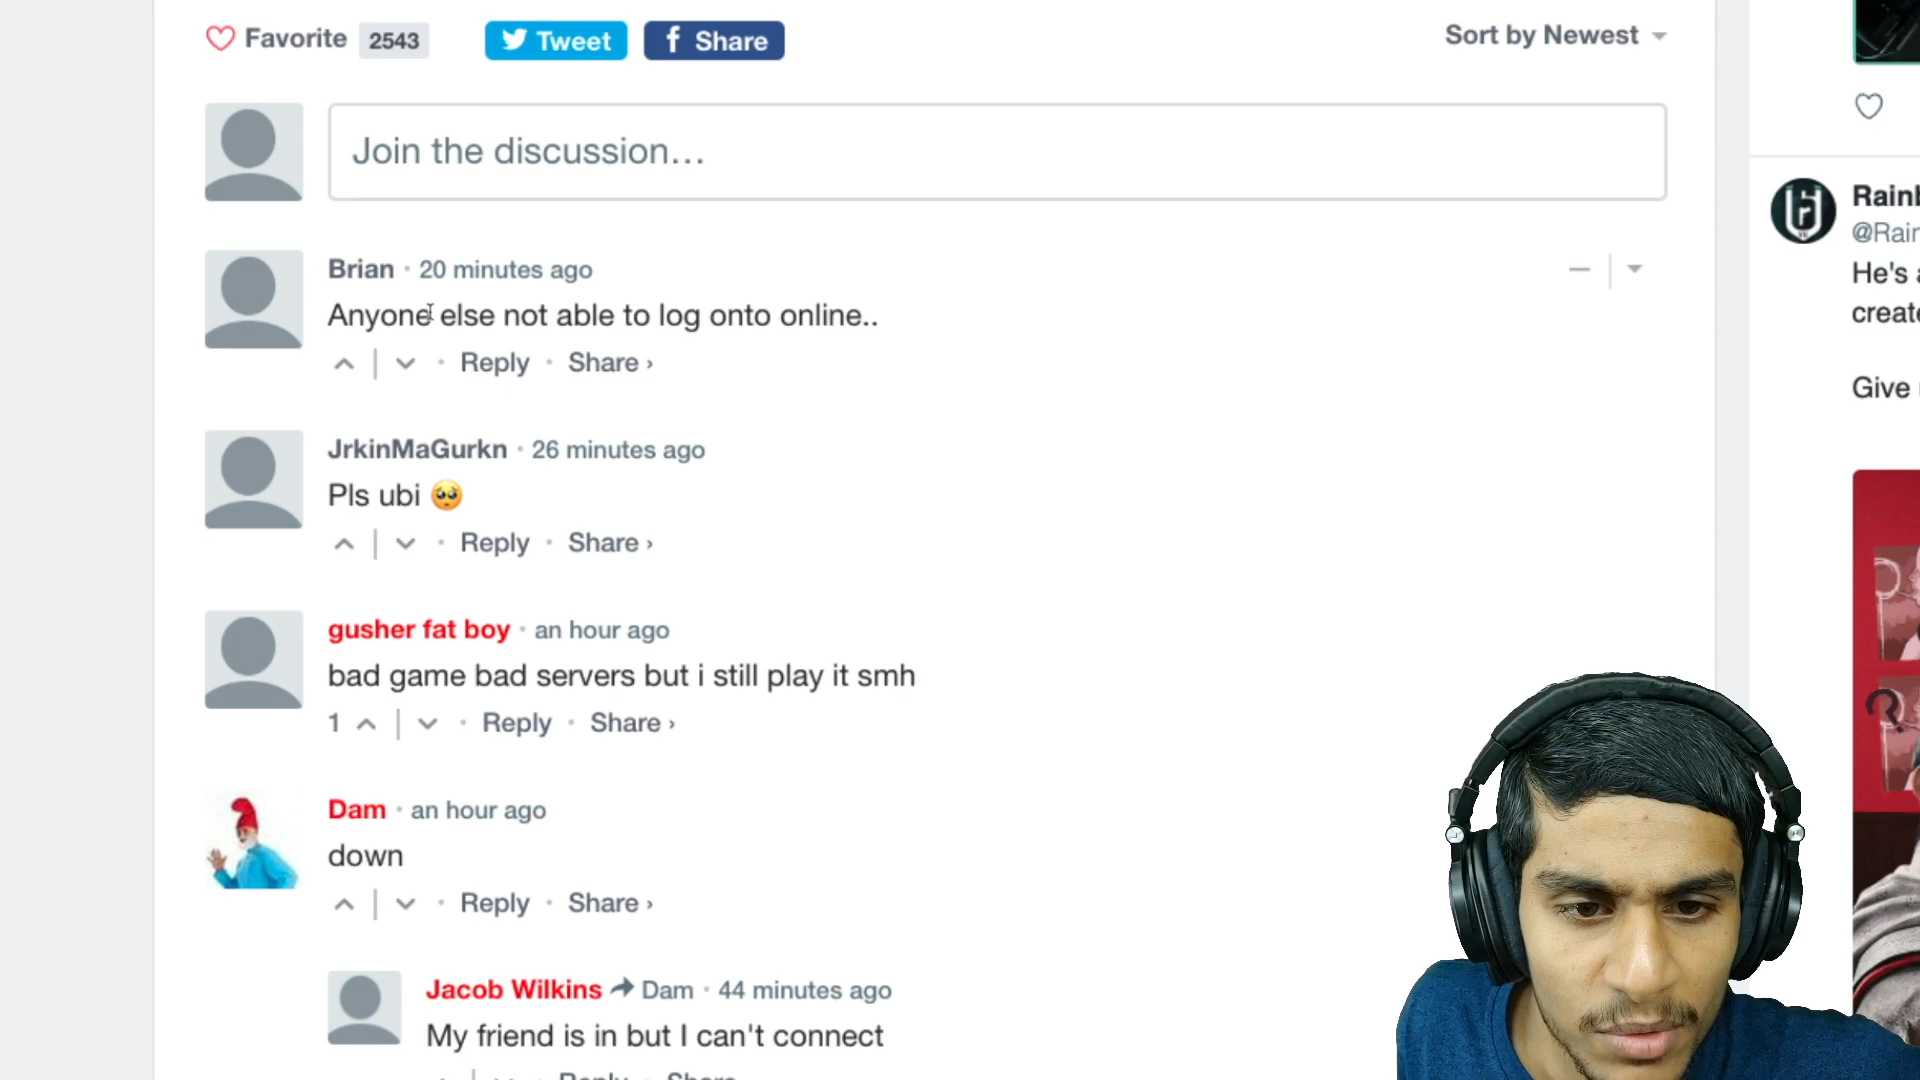 Favorite 2543 Tweet f Share Sort by Newest
Join the discussion…
Brian • 20 minutes ago
Anyone else not able to log onto online..
• Reply • Share ›
JrkinMaGurkn • 26 minutes ago
Pls ubi 🥺
• Reply • Share ›
gusher fat boy • an hour ago
bad game bad servers but i still play it smh
1 • Reply • Share ›
Dam • an hour ago
down
• Reply • Share ›
Jacob Wilkins Dam • 44 minutes ago
My friend is in but I can't connect
Reply Share
He's
Give